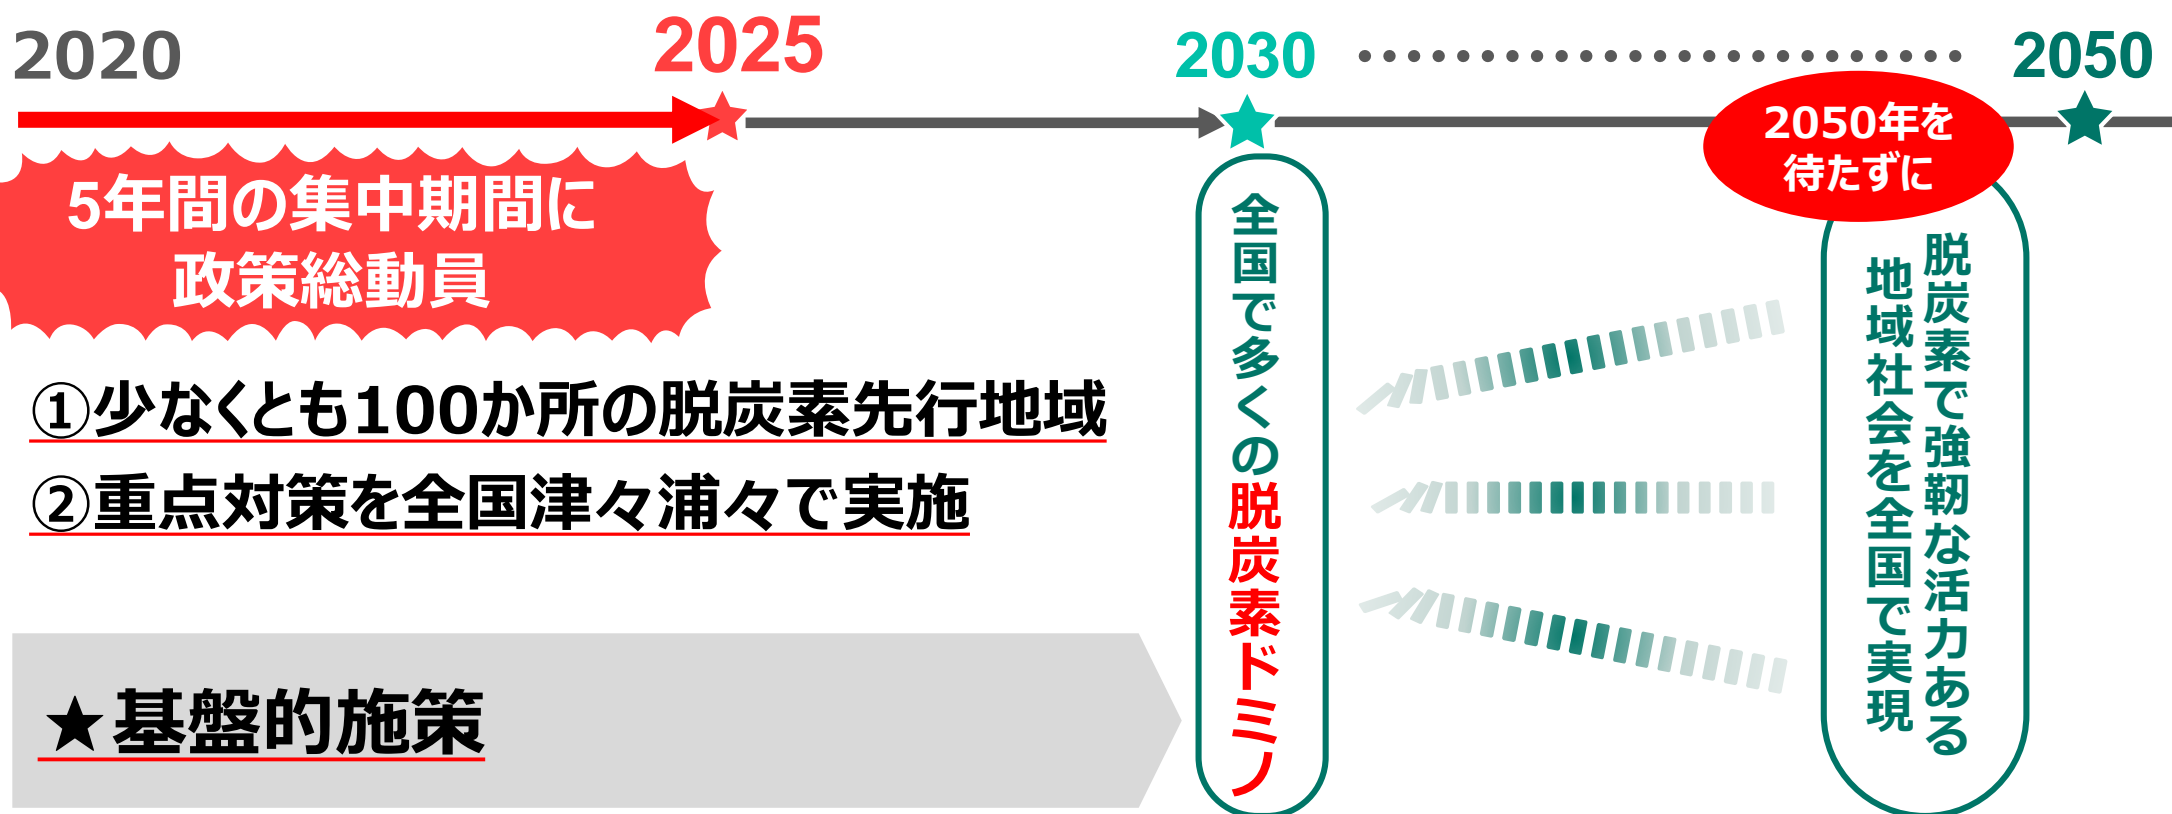 2020
2025
2030
2050
2050年を
待たずに
5年間の集中期間に
政策総動員
①少なくとも100か所の脱炭素先行地域
②重点対策を全国津々浦々で実施
★基盤的施策
全国で多くの脱炭素ドミノ
脱炭素で強靭な活力ある
地域社会を全国で実現